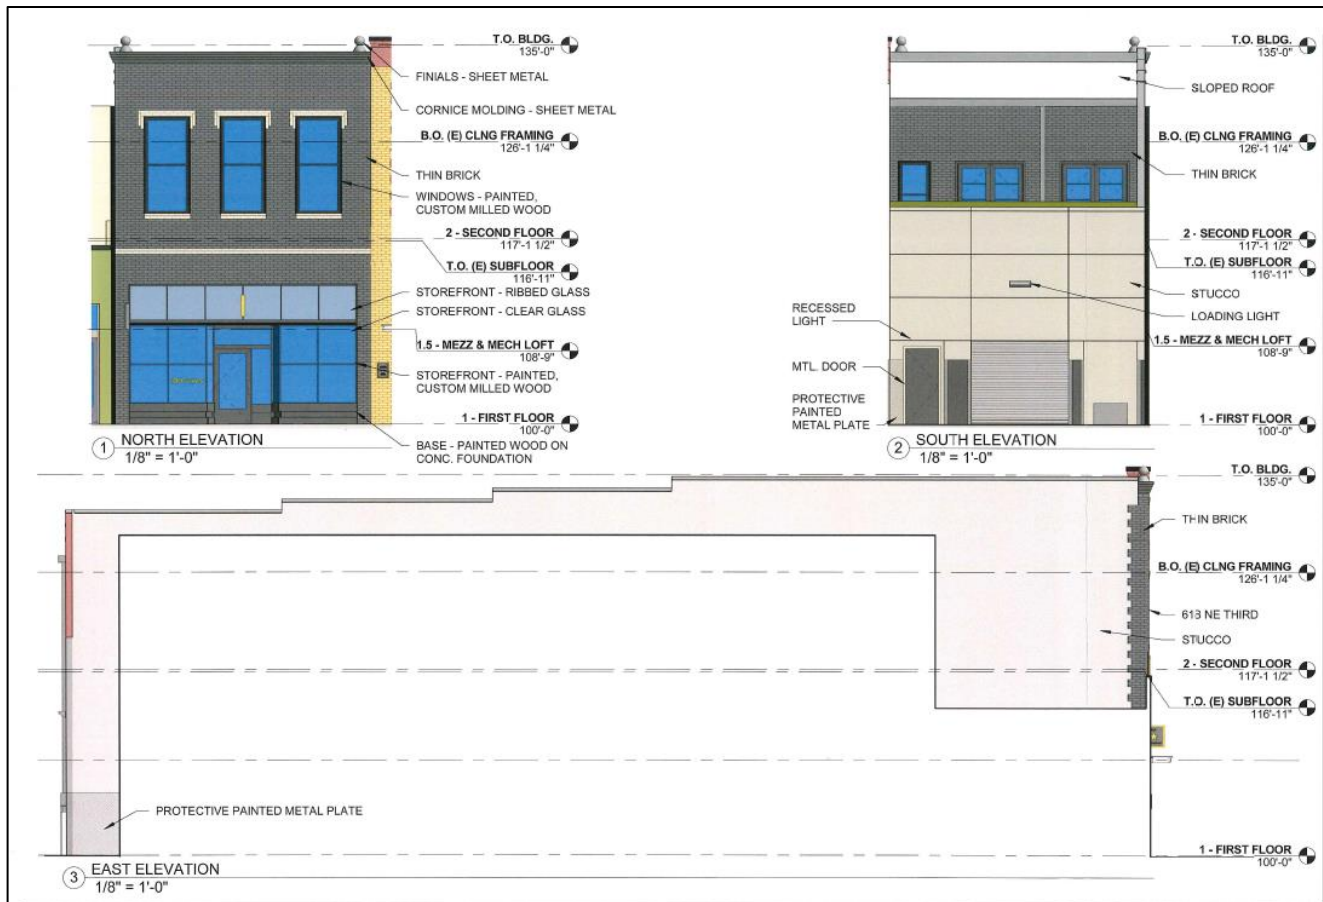 T.O. BLDG.
135'-0"
FINIALS - SHEET METAL
CORNICE MOLDING - SHEET METAL
B.O. (E) CLNG FRAMING
126'-1 1/4"
THIN BRICK
WINDOWS - PAINTED,
CUSTOM MILLED WOOD
2 - SECOND FLOOR
117'-1 1/2"
T.O. (E) SUBFLOOR
116'-11"
STOREFRONT - RIBBED GLASS
STOREFRONT - CLEAR GLASS
1.5 - MEZZ & MECH LOFT
108'-9"
STOREFRONT - PAINTED,
CUSTOM MILLED WOOD
1 - FIRST FLOOR
100'-0"
BASE - PAINTED WOOD ON
CONC. FOUNDATION
1 NORTH ELEVATION
1/8" = 1'-0"
T.O. BLDG.
135'-0"
SLOPED ROOF
B.O. (E) CLNG FRAMING
126'-1 1/4"
THIN BRICK
2 - SECOND FLOOR
117'-1 1/2"
T.O. (E) SUBFLOOR
116'-11"
STUCCO
LOADING LIGHT
RECESSED
LIGHT
1.5 - MEZZ & MECH LOFT
108'-9"
MTL. DOOR
PROTECTIVE
PAINTED
METAL PLATE
1 - FIRST FLOOR
100'-0"
2 SOUTH ELEVATION
1/8" = 1'-0"
T.O. BLDG.
135'-0"
THIN BRICK
B.O. (E) CLNG FRAMING
126'-1 1/4"
618 NE THIRD
STUCCO
2 - SECOND FLOOR
117'-1 1/2"
T.O. (E) SUBFLOOR
116'-11"
PROTECTIVE PAINTED METAL PLATE
1 - FIRST FLOOR
100'-0"
3 EAST ELEVATION
1/8" = 1'-0"